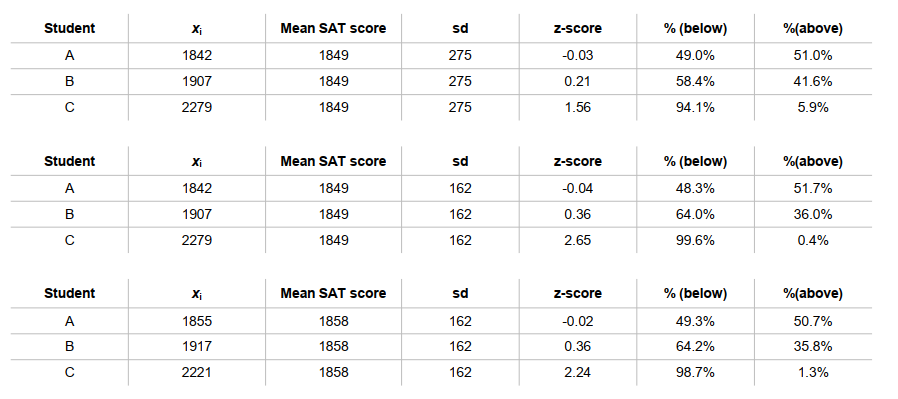 Student xi Mean SAT score sd z-score % (below) %(above)
A 1842 1849 275 -0.03 49.0% 51.0%
B 1907 1849 275 0.21 58.4% 41.6%
C 2279 1849 275 1.56 94.1% 5.9%
Student xi Mean SAT score sd z-score % (below) %(above)
A 1842 1849 162 -0.04 48.3% 51.7%
B 1907 1849 162 0.36 64.0% 36.0%
C 2279 1849 162 2.65 99.6% 0.4%
Student xi Mean SAT score sd z-score % (below) %(above)
A 1855 1858 162 -0.02 49.3% 50.7%
B 1917 1858 162 0.36 64.2% 35.8%
C 2221 1858 162 2.24 98.7% 1.3%